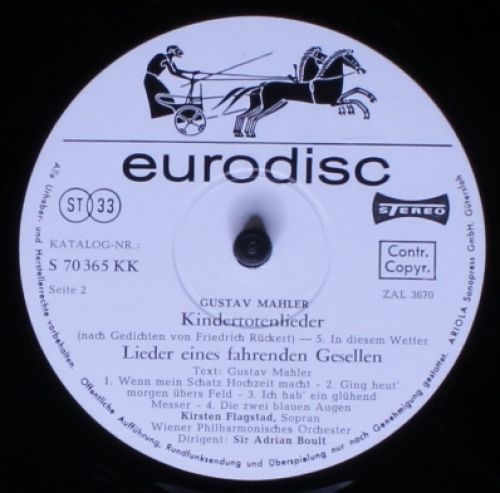 eurodisc
ST 33
STEREO
KATALOG-NR.:
S 70 365 KK
Seite 2
Contr.
Copyr.
ZAL 3670
GUSTAV MAHLER
Kindertotenlieder
(nach Gedichten von Friedrich Rückert) — 5. In diesem Wetter
Lieder eines fahrenden Gesellen
Text: Gustav Mahler
1. Wenn mein Schatz Hochzeit macht - 2. Ging heut'
morgen übers Feld - 3. Ich hab' ein glühend
Messer - 4. Die zwei blauen Augen
Kirsten Flagstad, Sopran
Wiener Philharmonisches Orchester
Dirigent: Sir Adrian Boult
Alle Urheber- und Herstellerrechte vorbehalten.
Öffentliche Aufführung, Rundfunksendung und Überspielung nur nach Genehmigung gestattet.
ARIOLA Sonopress GmbH. Gütersloh